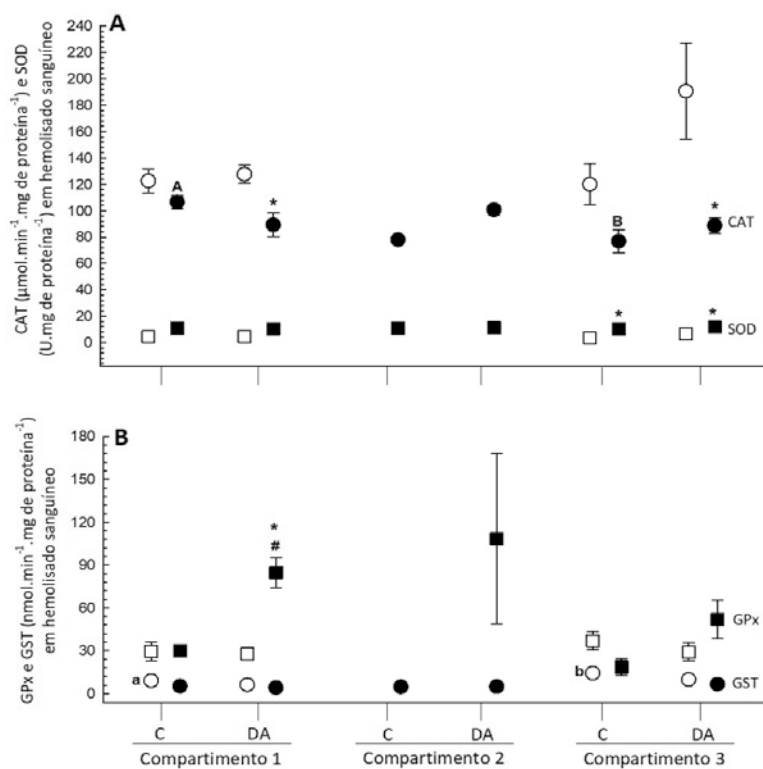 A
CAT (µmol.min⁻¹.mg de proteína⁻¹) e SOD
(U.mg de proteína⁻¹) em hemolisado sanguíneo
240
220
200
180
160
140
120
100
80
60
40
20
0
A
*
B
*
CAT
*
*
SOD
B
GPx e GST (nmol.min⁻¹.mg de proteína⁻¹)
em hemolisado sanguíneo
180
150
120
90
60
30
0
*
#
a
b
GPx
GST
C DA C DA C DA
Compartimento 1 Compartimento 2 Compartimento 3